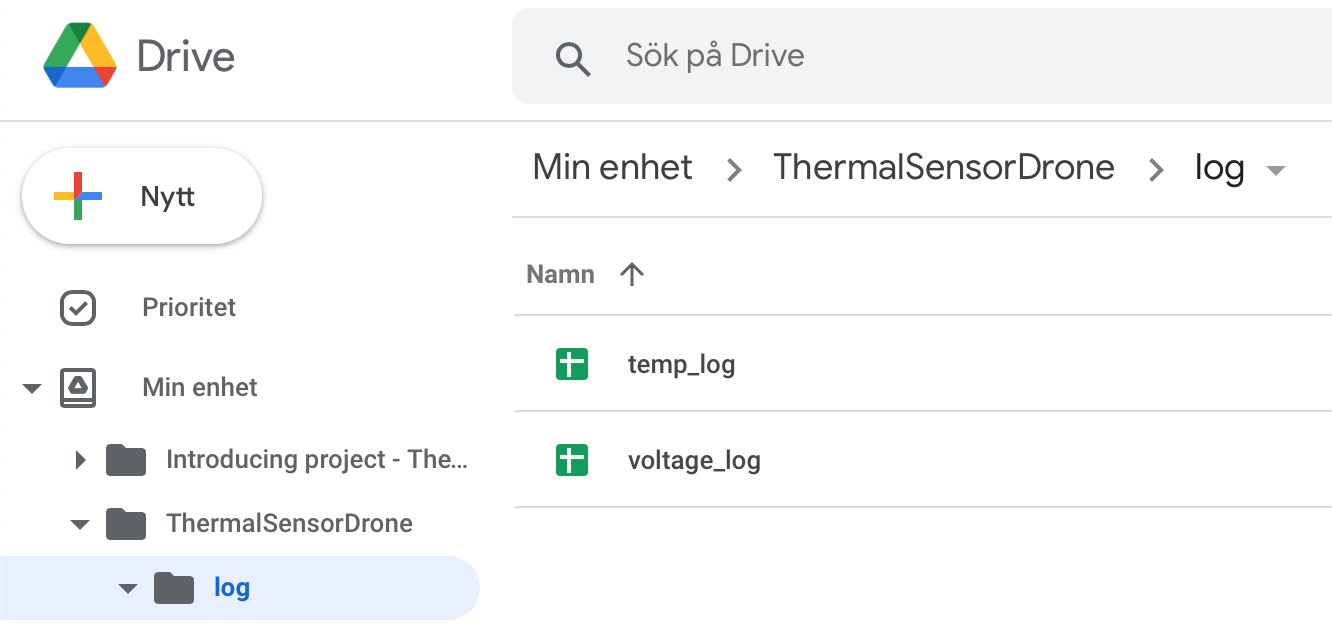 Drive
Sök på Drive
Nytt
Prioritet
Min enhet
Introducing project - The...
ThermalSensorDrone
log
Min enhet ThermalSensorDrone log
Namn
temp_log
voltage_log